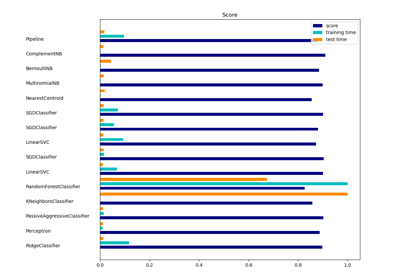 Score
score
training time
test time
Pipeline
ComplementNB
BernoulliNB
MultinomialNB
NearestCentroid
SGDClassifier
SGDClassifier
LinearSVC
SGDClassifier
LinearSVC
RandomForestClassifier
KNeighborsClassifier
PassiveAggressiveClassifier
Perceptron
RidgeClassifier
0.0 0.2 0.4 0.6 0.8 1.0